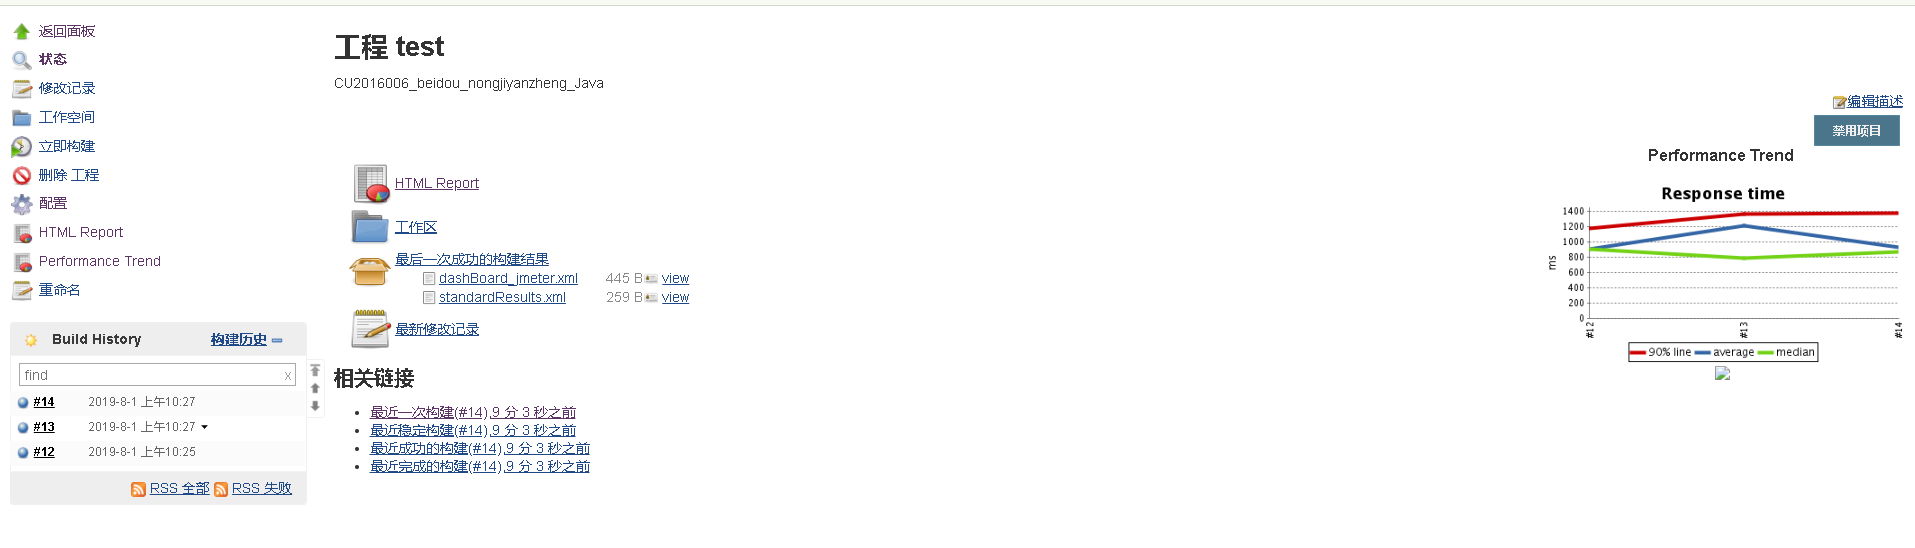 返回面板
状态
修改记录
工作空间
立即构建
删除 工程
配置
HTML Report
Performance Trend
重命名
Build History 构建历史
find x
#14 2019-8-1 上午10:27
#13 2019-8-1 上午10:27
#12 2019-8-1 上午10:25
RSS 全部 RSS 失败
工程 test
CU2016006_beidou_nongjiyanzheng_Java
HTML Report
工作区
最后一次成功的构建结果
dashBoard_jmeter.xml 445 B view
standardResults.xml 259 B view
最新修改记录
相关链接
最近一次构建(#14),9 分 3 秒之前
最近稳定构建(#14),9 分 3 秒之前
最近成功的构建(#14),9 分 3 秒之前
最近完成的构建(#14),9 分 3 秒之前
编辑描述
禁用项目
Performance Trend
Response time
1400
1200
1000
800
600
400
200
0
ms
#12 #13 #14
90% line average median